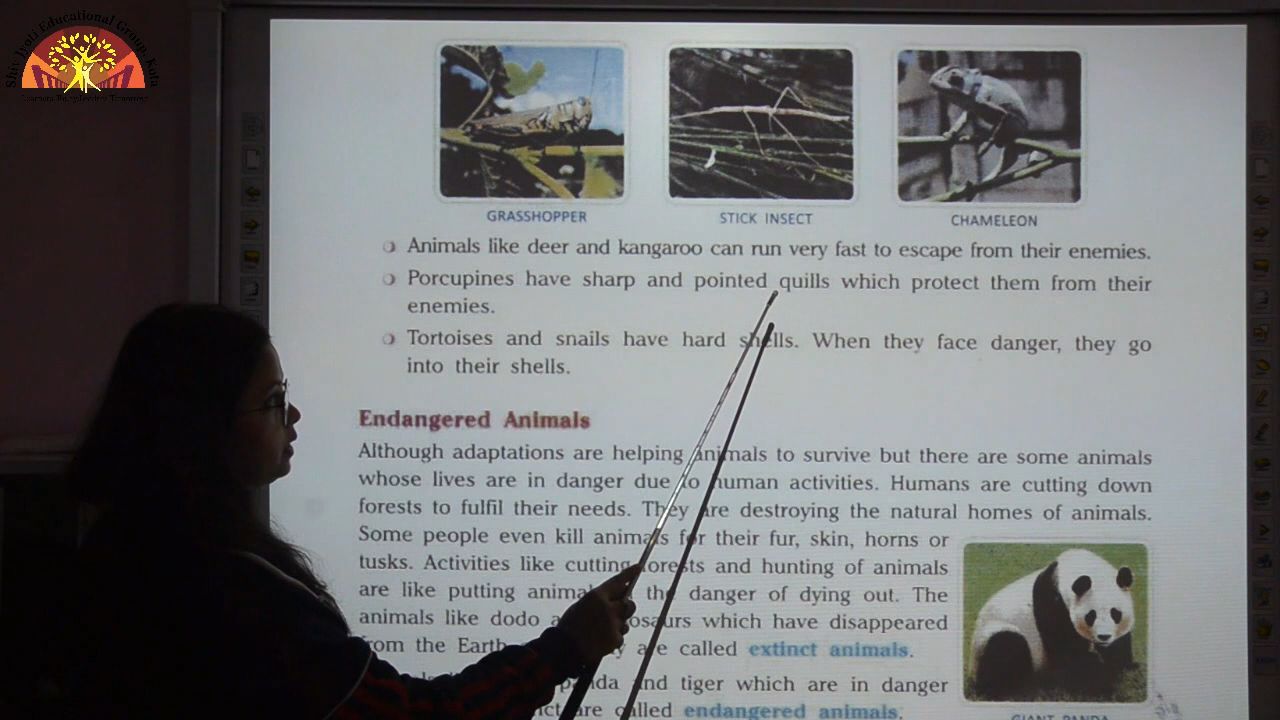 Shiv Jyoti Educational Group, Kota
GRASSHOPPER
STICK INSECT
CHAMELEON
Animals like deer and kangaroo can run very fast to escape from their enemies.
Porcupines have sharp and pointed quills which protect them from their
enemies.
Tortoises and snails have hard shells. When they face danger, they go
into their shells.
Endangered Animals
Although adaptations are helping animals to survive but there are some animals
whose lives are in danger due to human activities. Humans are cutting down
forests to fulfil their needs. They are destroying the natural homes of animals.
Some people even kill animals for their fur, skin, horns or
tusks. Activities like cutting forests and hunting of animals
are like putting the danger of dying out. The
animals like dodo which have disappeared
from the Earth are called extinct animals.
and tiger which are in danger
are called endangered animals.
GIANT PANDA